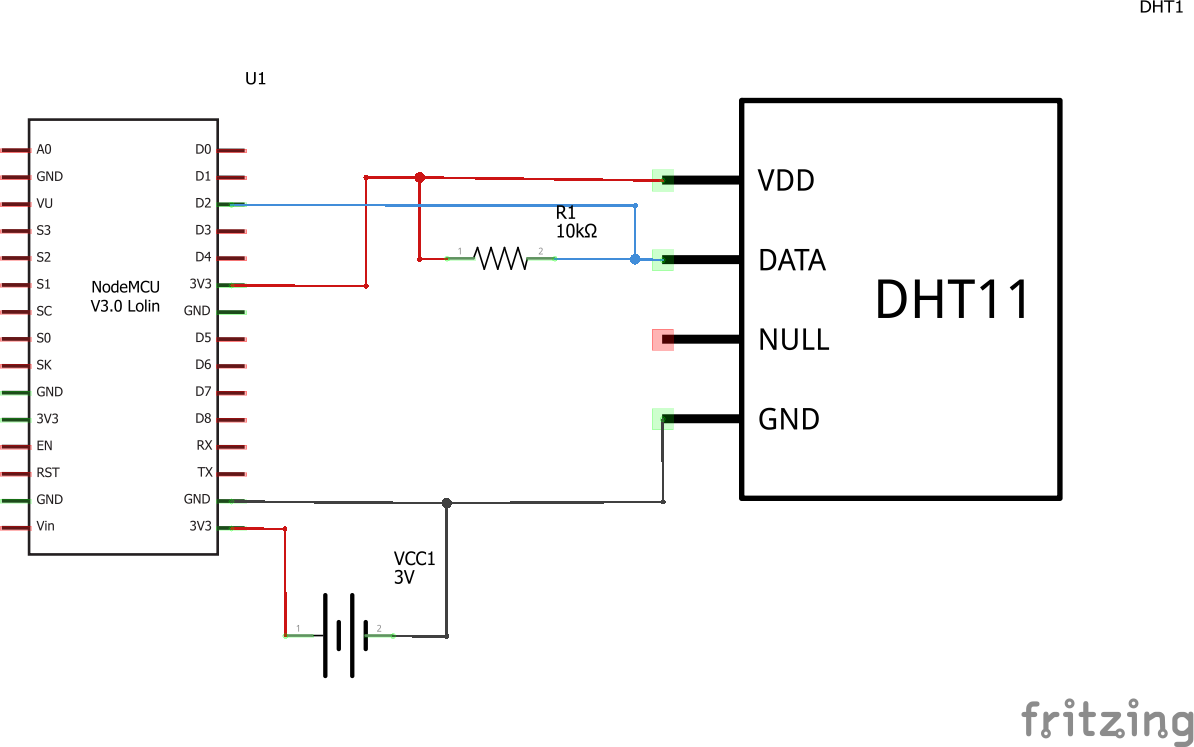 DHT1
U1
NodeMCU
V3.0 Lolin
A0
GND
VU
S3
S2
S1
SC
S0
SK
GND
3V3
EN
RST
GND
Vin
D0
D1
D2
D3
D4
3V3
GND
D5
D6
D7
D8
RX
TX
GND
3V3
R1
10kΩ
1
2
VDD
DATA
NULL
GND
DHT11
VCC1
3V
1
2
fritzing